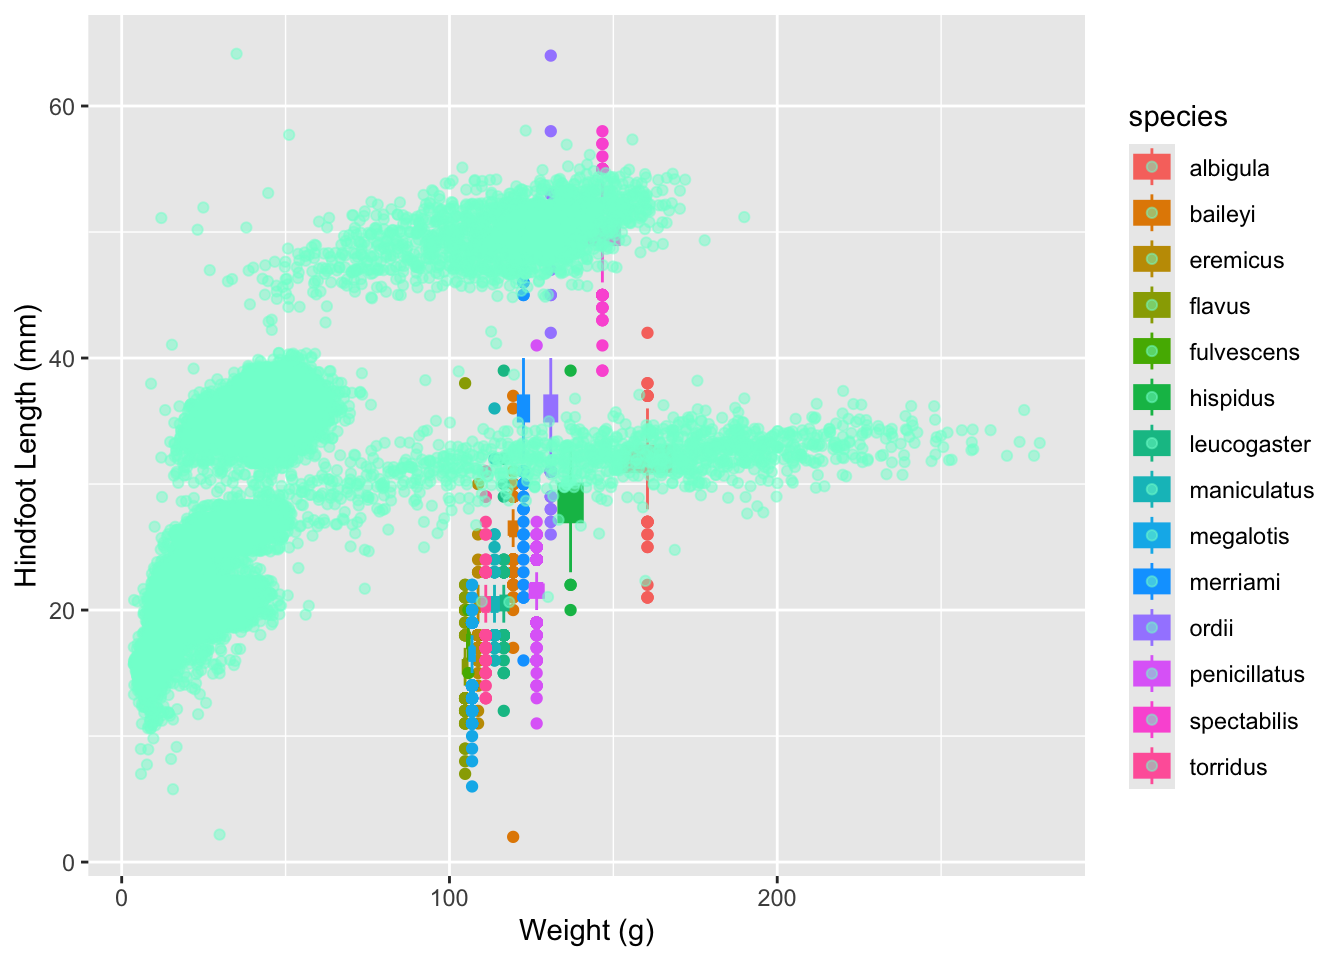 60
40
20
0
Hindfoot Length (mm)
0 100 200
Weight (g)
species
albigula
baileyi
eremicus
flavus
fulvescens
hispidus
leucogaster
maniculatus
megalotis
merriami
ordii
penicillatus
spectabilis
torridus